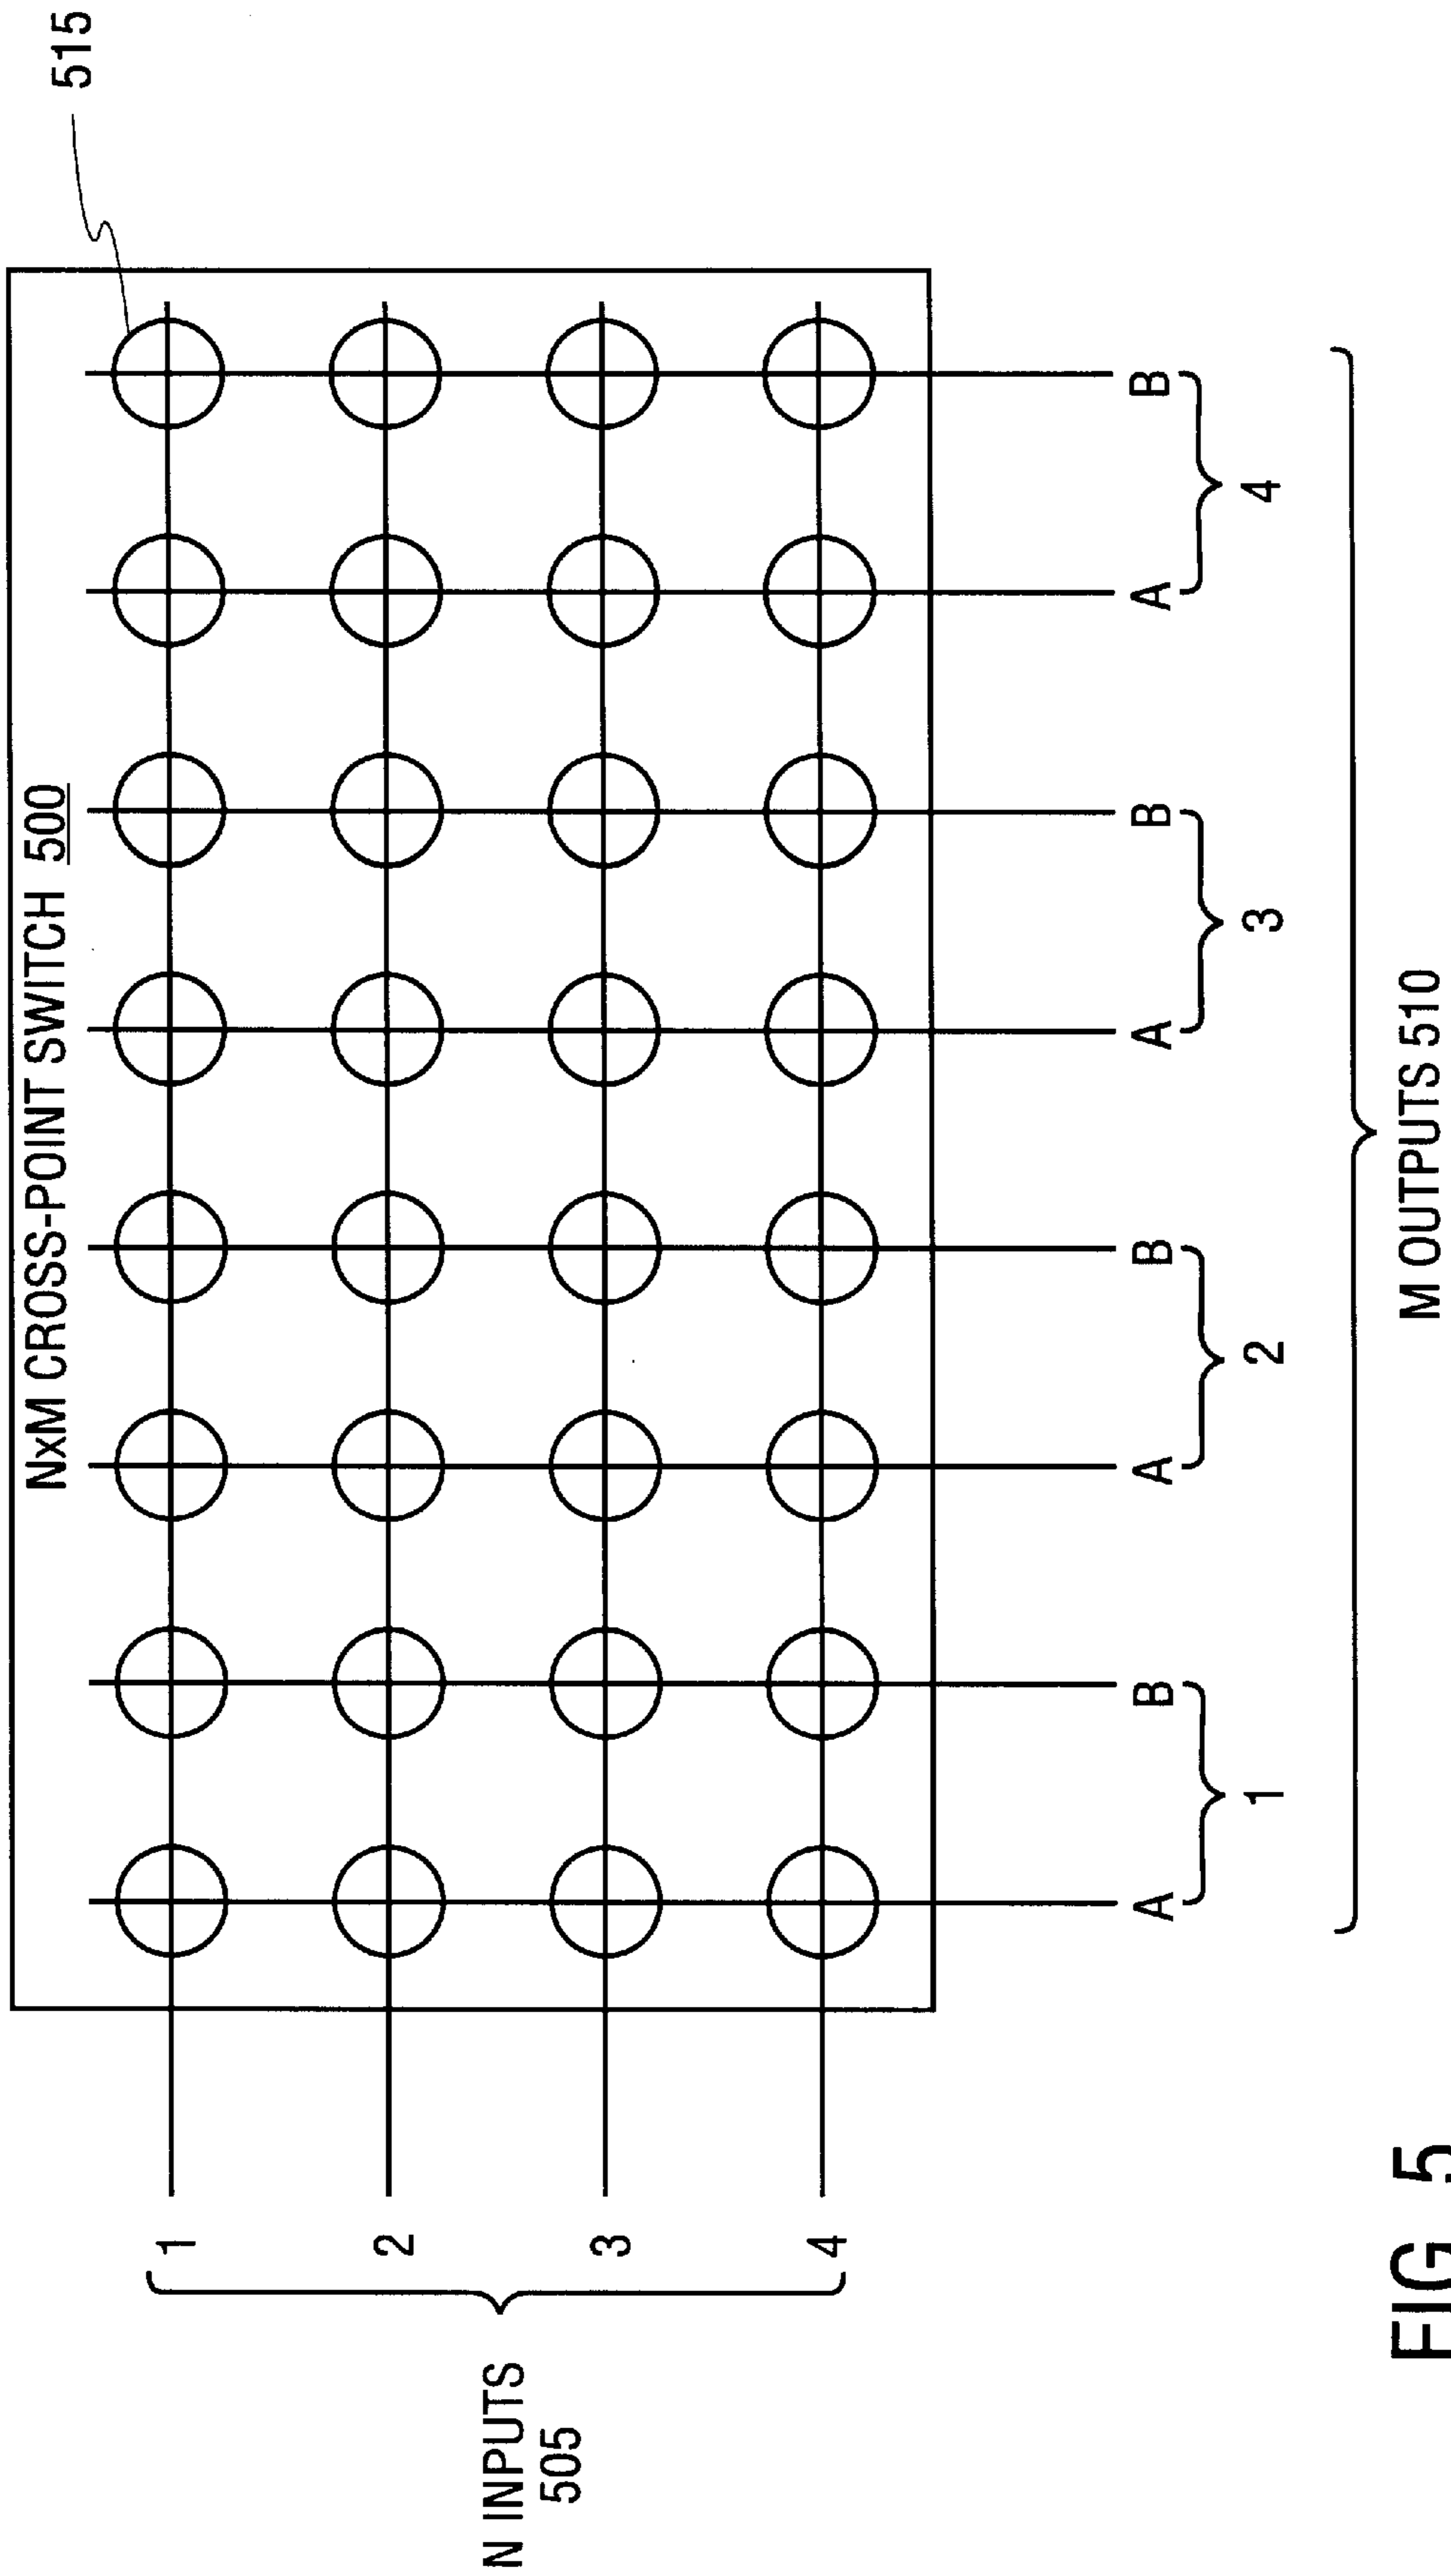 NxM CROSS-POINT SWITCH 500
515
N INPUTS
505
1
2
3
4
A B A B A B A B
1 2 3 4
M OUTPUTS 510
FIG. 5